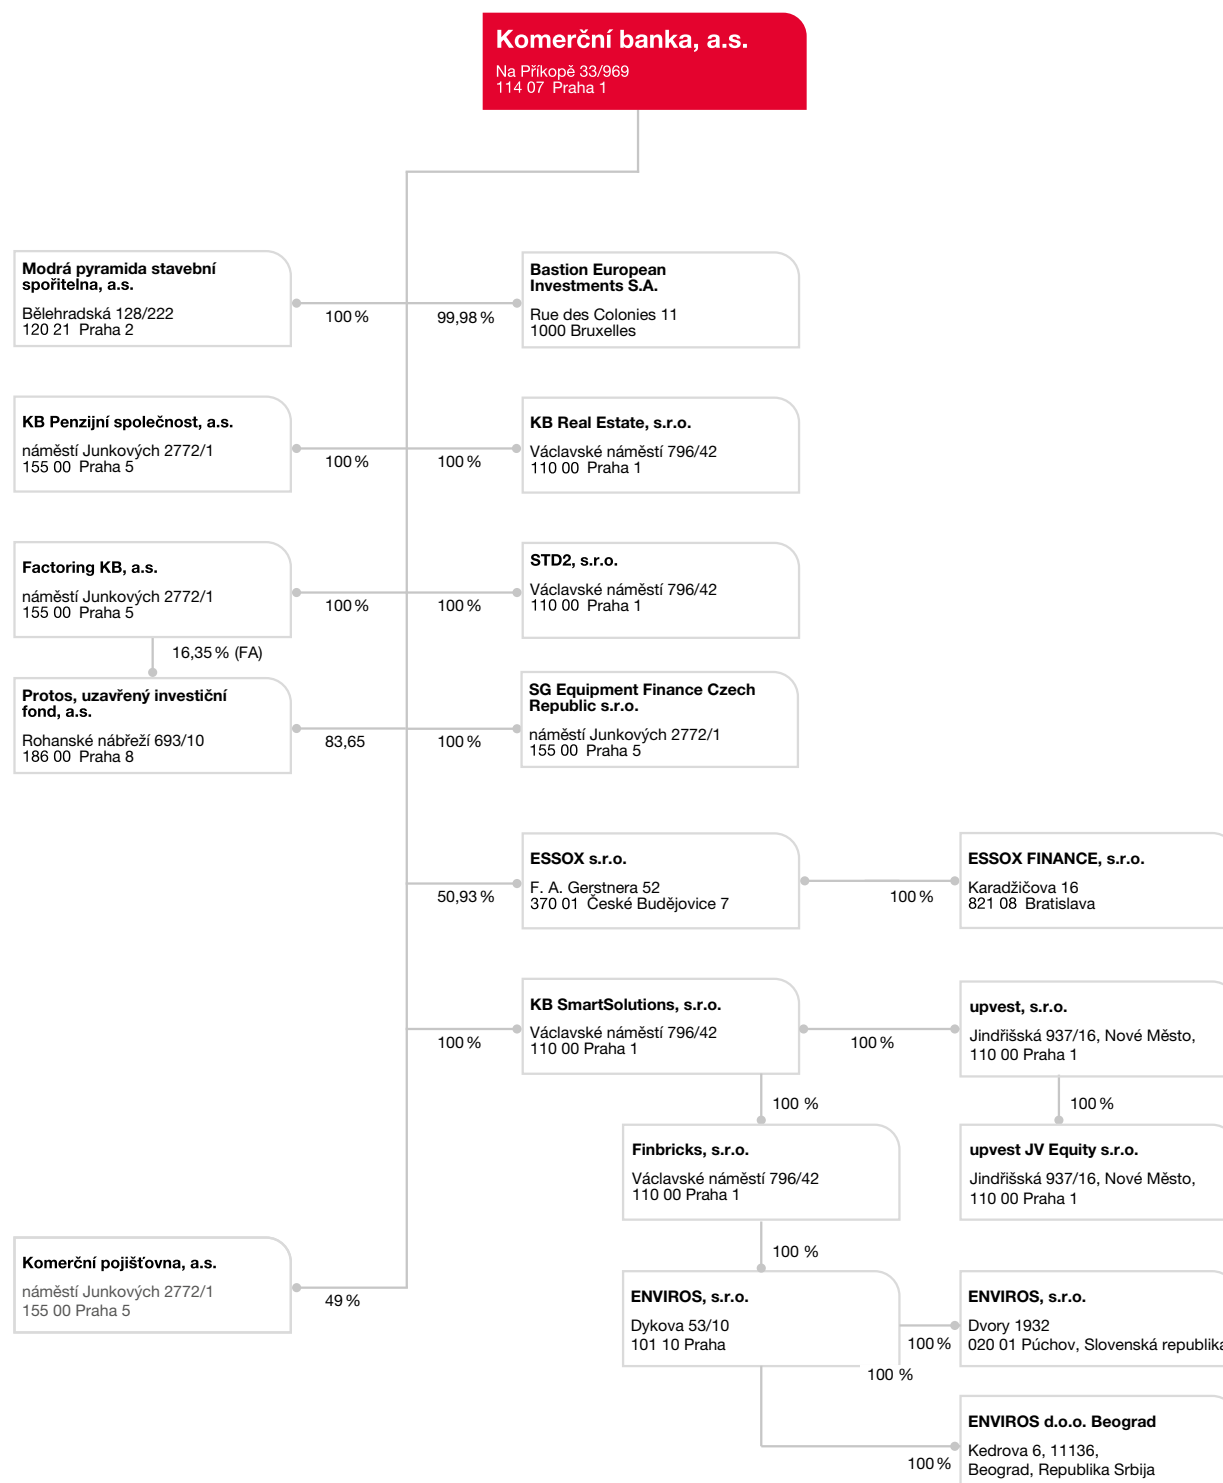 Komerční banka, a.s.
Na Příkopě 33/969
114 07 Praha 1
Modrá pyramida stavební
spořitelna, a.s.
Bělehradská 128/222
120 21 Praha 2
100 %
99,98 %
Bastion European
Investments S.A.
Rue des Colonies 11
1000 Bruxelles
KB Penzijní společnost, a.s.
náměstí Junkových 2772/1
155 00 Praha 5
100 %
100 %
KB Real Estate, s.r.o.
Václavské náměstí 796/42
110 00 Praha 1
Factoring KB, a.s.
náměstí Junkových 2772/1
155 00 Praha 5
100 %
100 %
STD2, s.r.o.
Václavské náměstí 796/42
110 00 Praha 1
16,35 % (FA)
Protos, uzavřený investiční
fond, a.s.
Rohanské nábřeží 693/10
186 00 Praha 8
83,65
100 %
SG Equipment Finance Czech
Republic s.r.o.
náměstí Junkových 2772/1
155 00 Praha 5
50,93 %
ESSOX s.r.o.
F. A. Gerstnera 52
370 01 České Budějovice 7
100 %
ESSOX FINANCE, s.r.o.
Karadžičova 16
821 08 Bratislava
100 %
KB SmartSolutions, s.r.o.
Václavské náměstí 796/42
110 00 Praha 1
100 %
upvest, s.r.o.
Jindřišská 937/16, Nové Město,
110 00 Praha 1
100 %
100 %
Finbricks, s.r.o.
Václavské náměstí 796/42
110 00 Praha 1
upvest JV Equity s.r.o.
Jindřišská 937/16, Nové Město,
110 00 Praha 1
100 %
Komerční pojišťovna, a.s.
náměstí Junkových 2772/1
155 00 Praha 5
49 %
ENVIROS, s.r.o.
Dykova 53/10
101 10 Praha
100 %
100 %
ENVIROS, s.r.o.
Dvory 1932
020 01 Púchov, Slovenská republika
100 %
ENVIROS d.o.o. Beograd
Kedrova 6, 11136,
Beograd, Republika Srbija